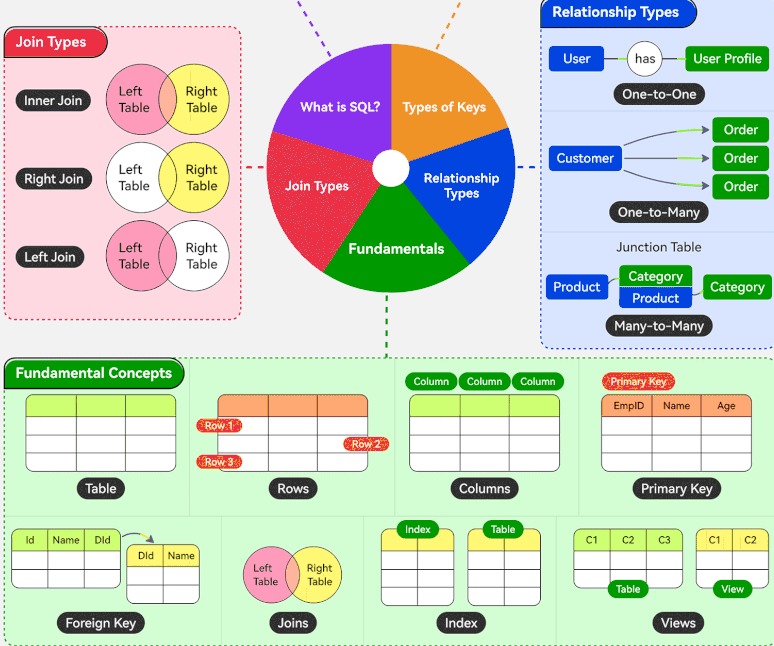 Join Types
Inner Join
Left
Table
Right
Table
Right Join
Left
Table
Right
Table
Left Join
Left
Table
Right
Table
What is SQL?
Types of Keys
Join Types
Relationship
Types
Fundamentals
Relationship Types
User
has
User Profile
One-to-One
Customer
Order
Order
Order
One-to-Many
Junction Table
Product
Category
Product
Category
Many-to-Many
Fundamental Concepts
Table
Row 1
Row 2
Row 3
Rows
Column
Column
Column
Columns
Primary Key
EmpID
Name
Age
Primary Key
Id
Name
DId
DId
Name
Foreign Key
Left
Table
Right
Table
Joins
Index
Table
Index
C1
C2
C3
Table
C1
C2
View
Views